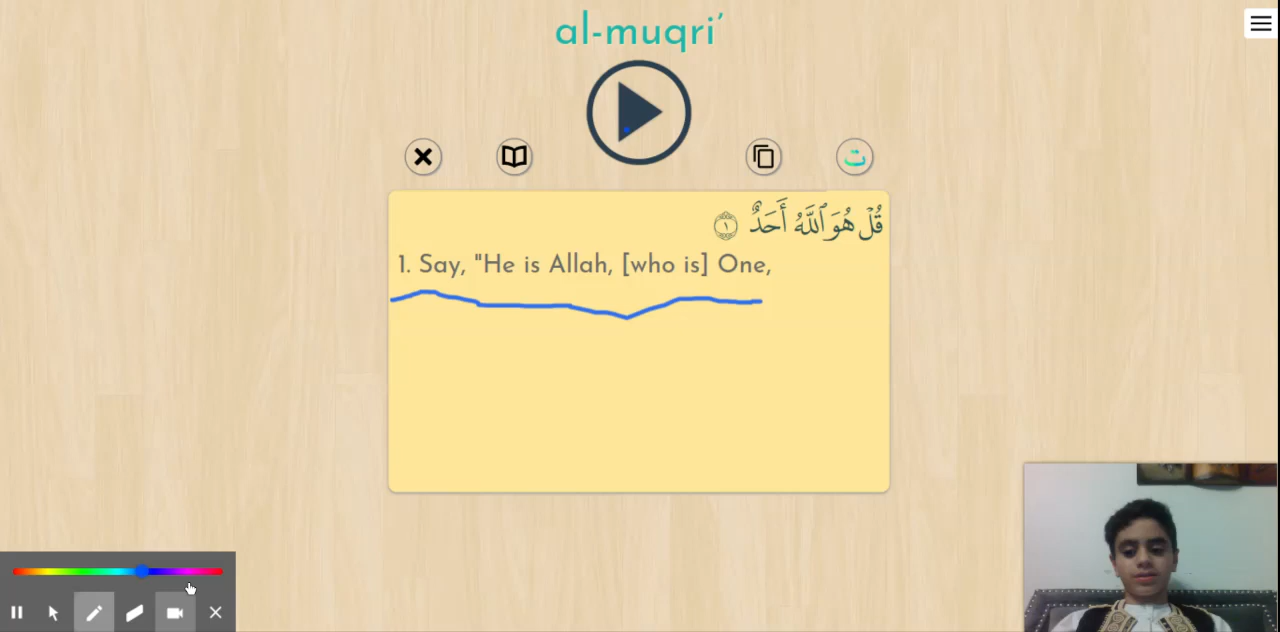 al-muqri’
ت
قُلْ هُوَ ٱللَّهُ أَحَدٌ ١
1. Say, "He is Allah, [who is] One,